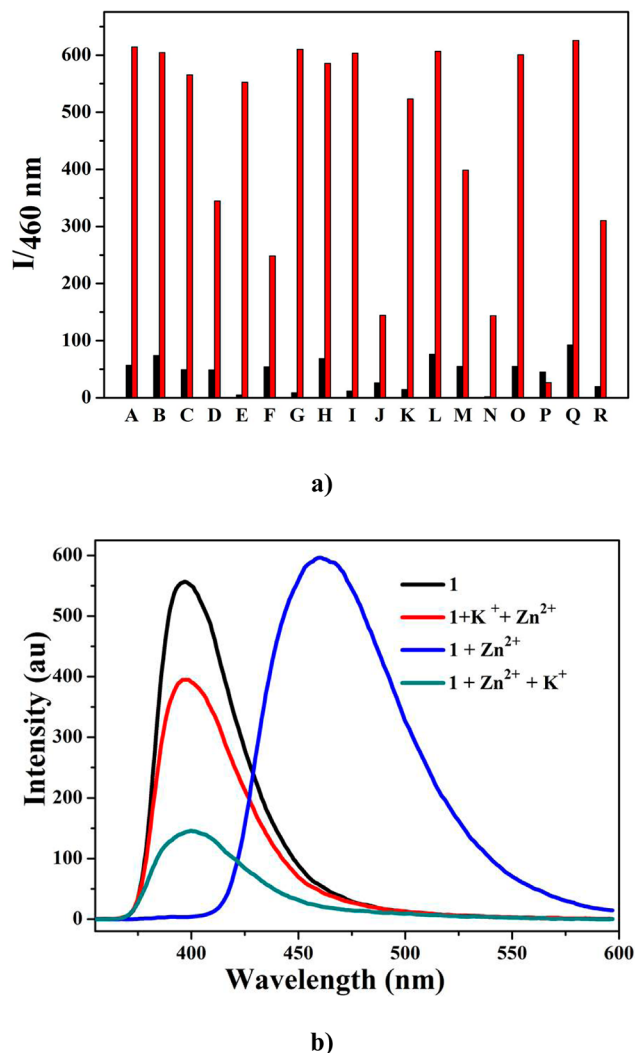 600
500
400
300
200
100
0
I/460 nm
A B C D E F G H I J K L M N O P Q R
a)
600
500
400
300
200
100
0
Intensity (au)
1
1+K⁺+ Zn²⁺
1 + Zn²⁺
1 + Zn²⁺ + K⁺
400 450 500 550 600
Wavelength (nm)
b)